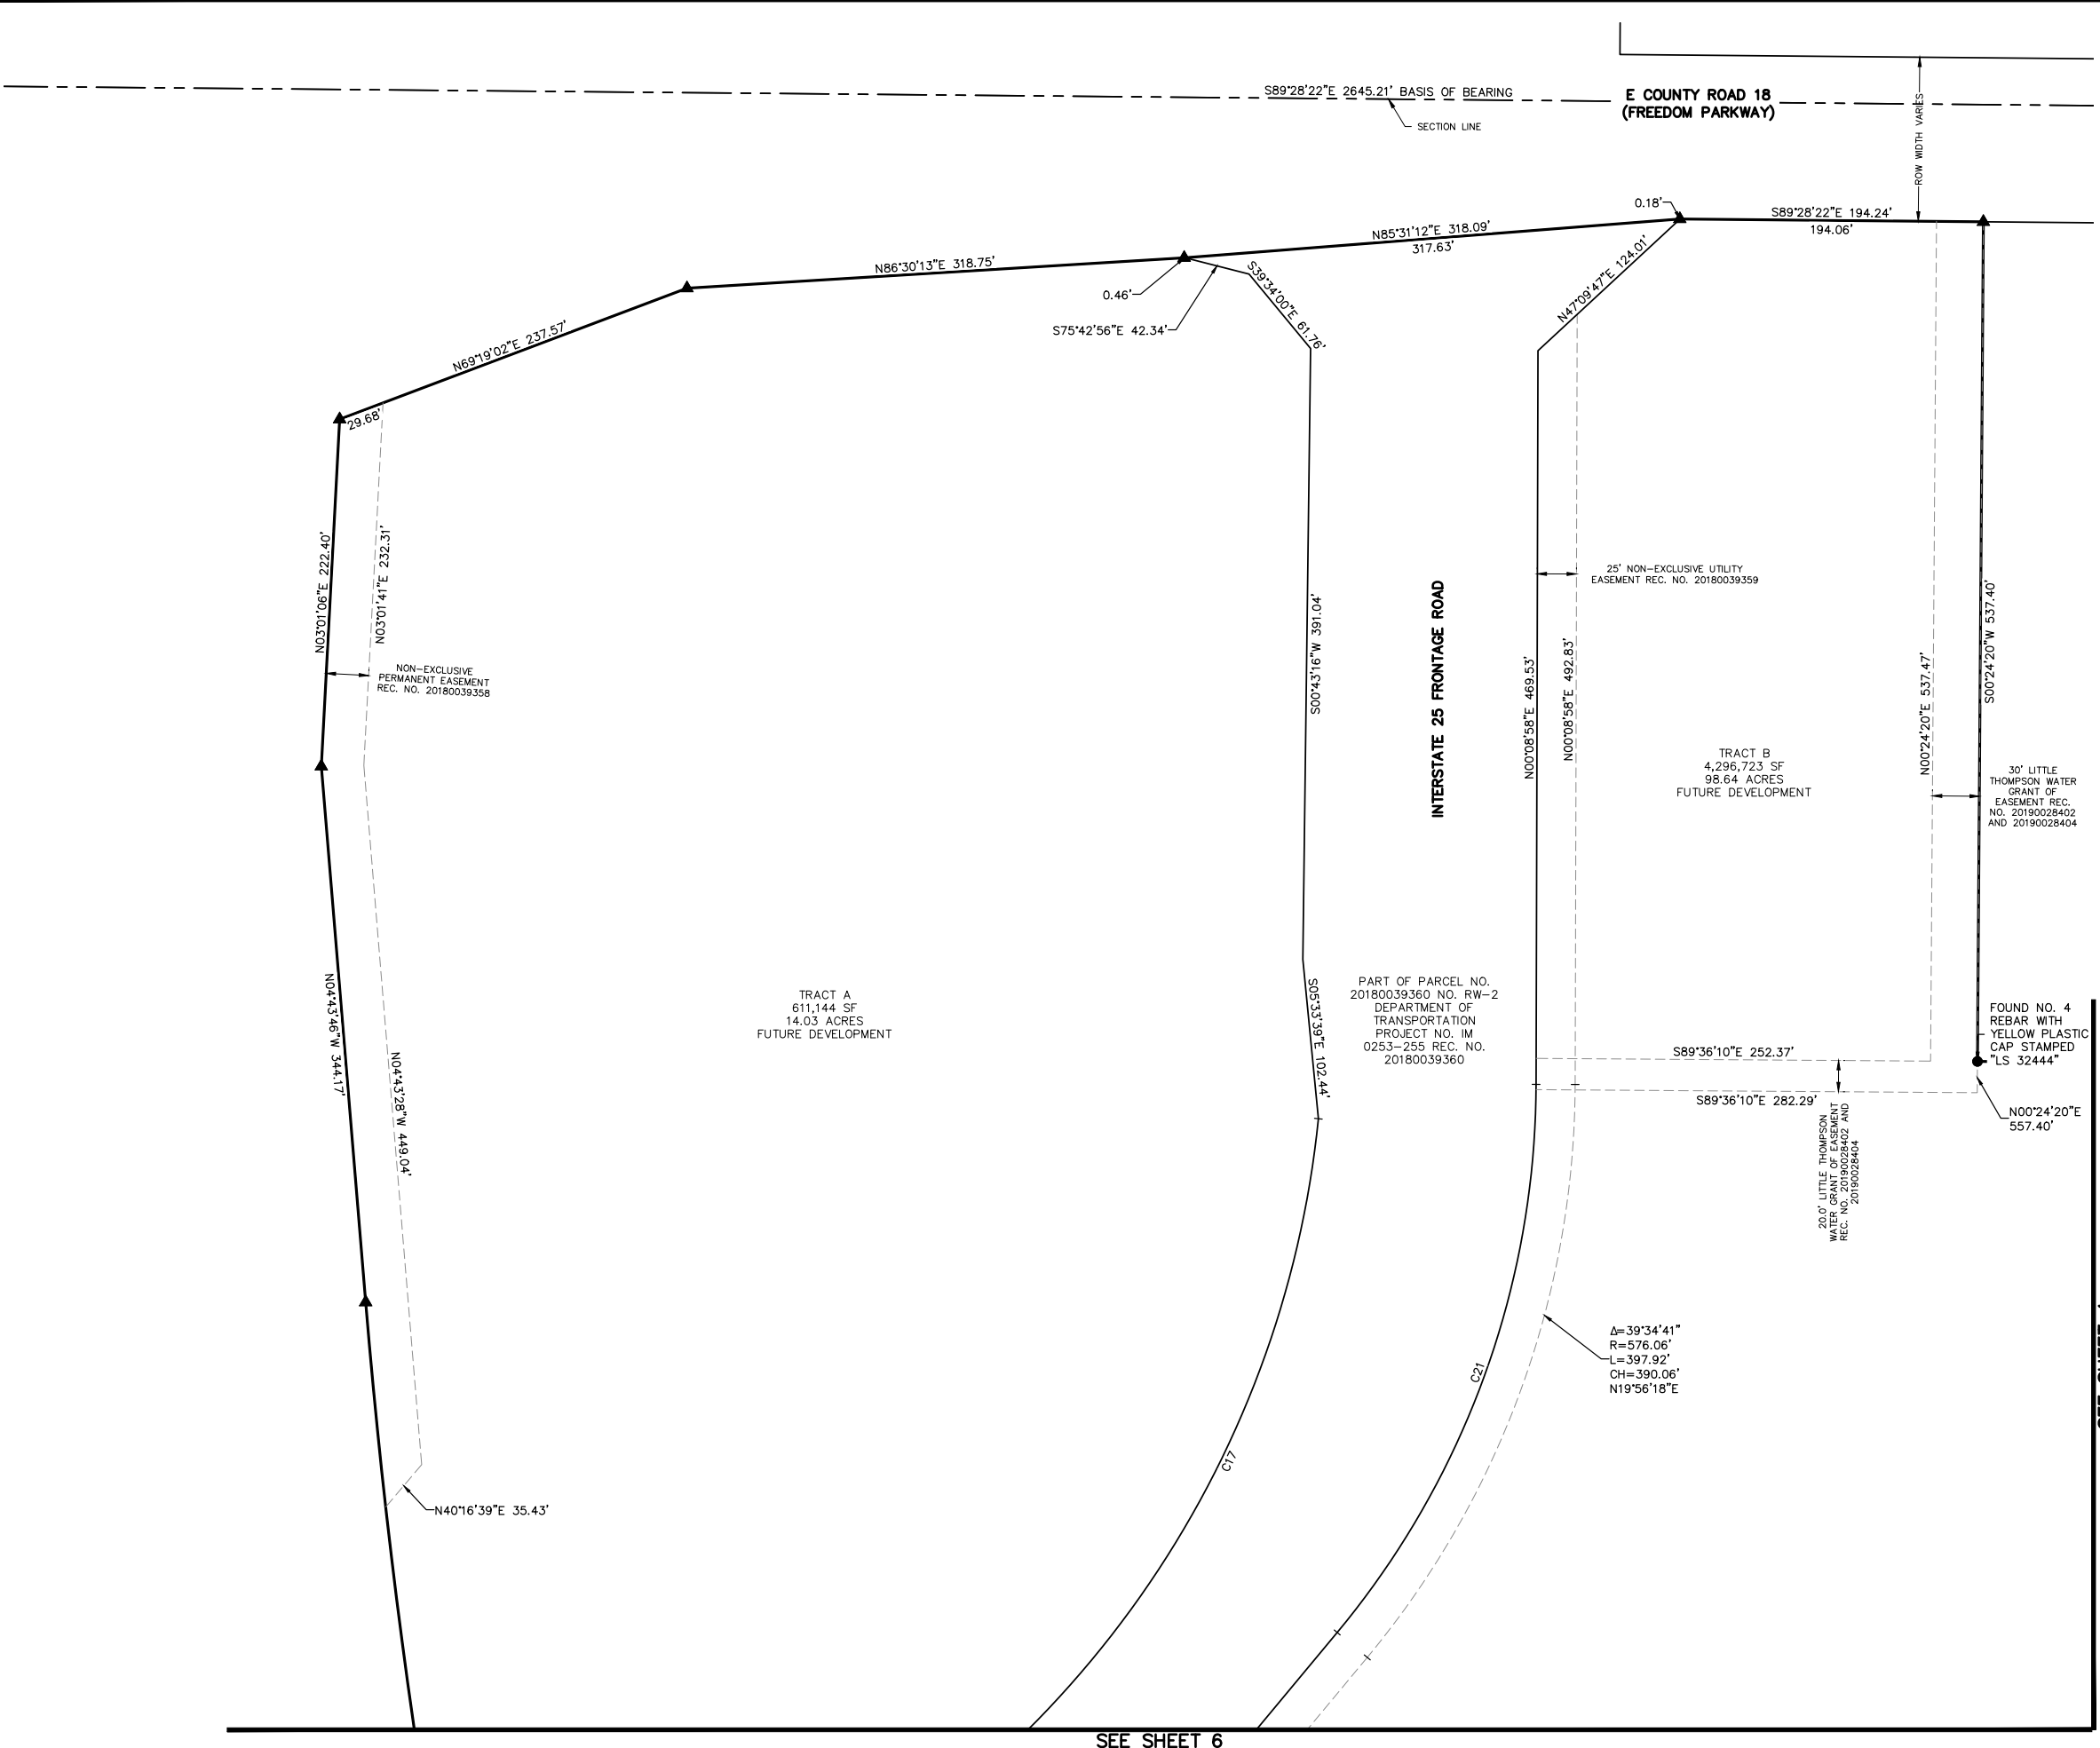 S89°28'22"E 2645.21' BASIS OF BEARING
SECTION LINE
E COUNTY ROAD 18
(FREEDOM PARKWAY)
ROW WIDTH VARIES
0.18'
S89°28'22"E 194.24'
194.06'
N85°31'12"E 318.09'
317.63'
N86°30'13"E 318.75'
0.46'
S75°42'56"E 42.34'
S39°34'00"E 61.76'
N47°09'47"E 124.01'
N69°19'02"E 237.57'
29.68'
N03°01'06"E 222.40'
N03°01'41"E 232.31'
NON-EXCLUSIVE
PERMANENT EASEMENT
REC. NO. 20180039358
S00°43'16"W 391.04'
INTERSTATE 25 FRONTAGE ROAD
25' NON-EXCLUSIVE UTILITY
EASEMENT REC. NO. 20180039359
N00°08'58"E 469.53'
N00°08'58"E 492.83'
TRACT B
4,296,723 SF
98.64 ACRES
FUTURE DEVELOPMENT
N00°24'20"E 537.47'
S00°24'20"W 537.40'
30' LITTLE
THOMPSON WATER
GRANT OF
EASEMENT REC.
NO. 20190028402
AND 20190028404
N04°43'46"W 344.17'
N04°43'28"W 449.04'
TRACT A
611,144 SF
14.03 ACRES
FUTURE DEVELOPMENT
S05°33'39"E 102.44'
PART OF PARCEL NO.
20180039360 NO. RW-2
DEPARTMENT OF
TRANSPORTATION
PROJECT NO. IM
0253-255 REC. NO.
20180039360
FOUND NO. 4
REBAR WITH
YELLOW PLASTIC
CAP STAMPED
"LS 32444"
S89°36'10"E 252.37'
S89°36'10"E 282.29'
N00°24'20"E
557.40'
20.0' LITTLE THOMPSON
WATER GRANT OF EASEMENT
REC. NO. 20190028402 AND
20190028404
Δ=39°34'41"
R=576.06'
L=397.92'
CH=390.06'
N19°56'18"E
C21
C17
N40°16'39"E 35.43'
SEE SHEET 6